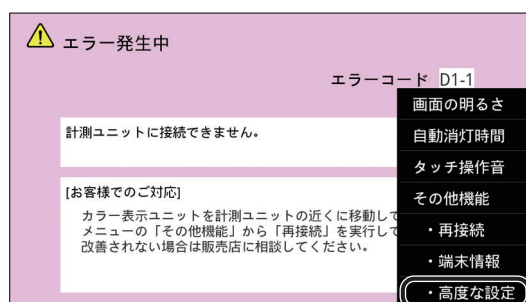 エラー発生中
エラーコード D1-1
計測ユニットに接続できません。
[お客様でのご対応]
カラー表示ユニットを計測ユニットの近くに移動して
メニューの「その他機能」から「再接続」を実行して
改善されない場合は販売店に相談してください。
画面の明るさ
自動消灯時間
タッチ操作音
その他機能
・再接続
・端末情報
・高度な設定